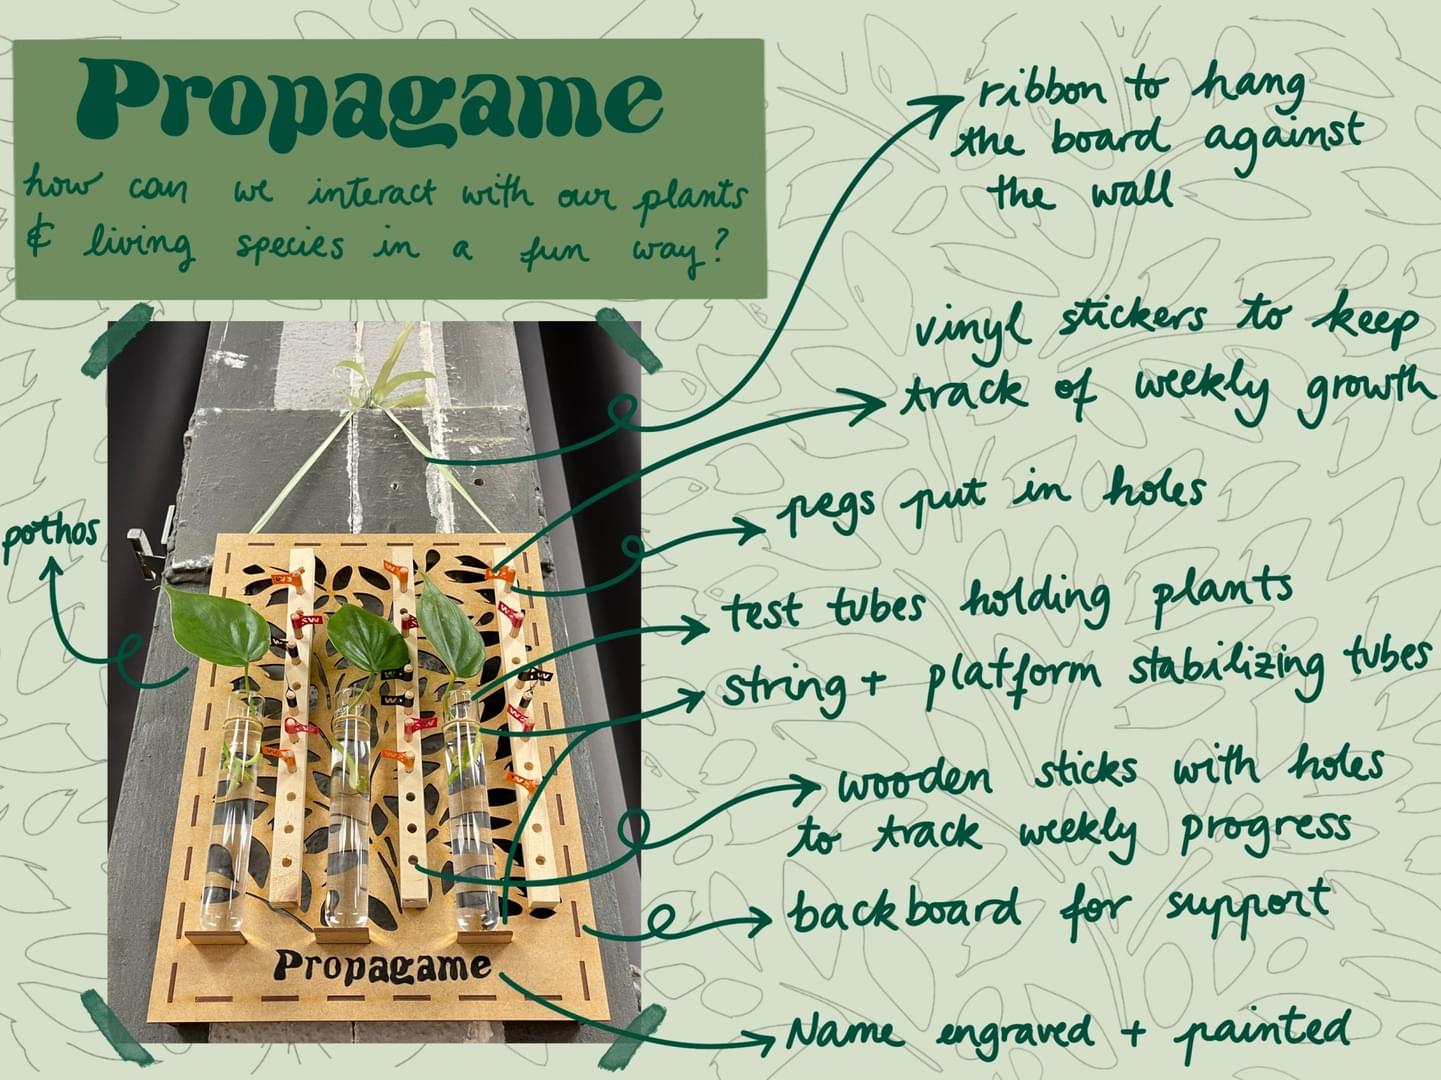 Propagame
how can we interact with our plants
& living species in a fun way?
ribbon to hang
the board against
the wall
vinyl stickers to keep
track of weekly growth
pegs put in holes
pothos
test tubes holding plants
string + platform stabilizing tubes
wooden sticks with holes
to track weekly progress
backboard for support
Propagame
Name engraved + painted